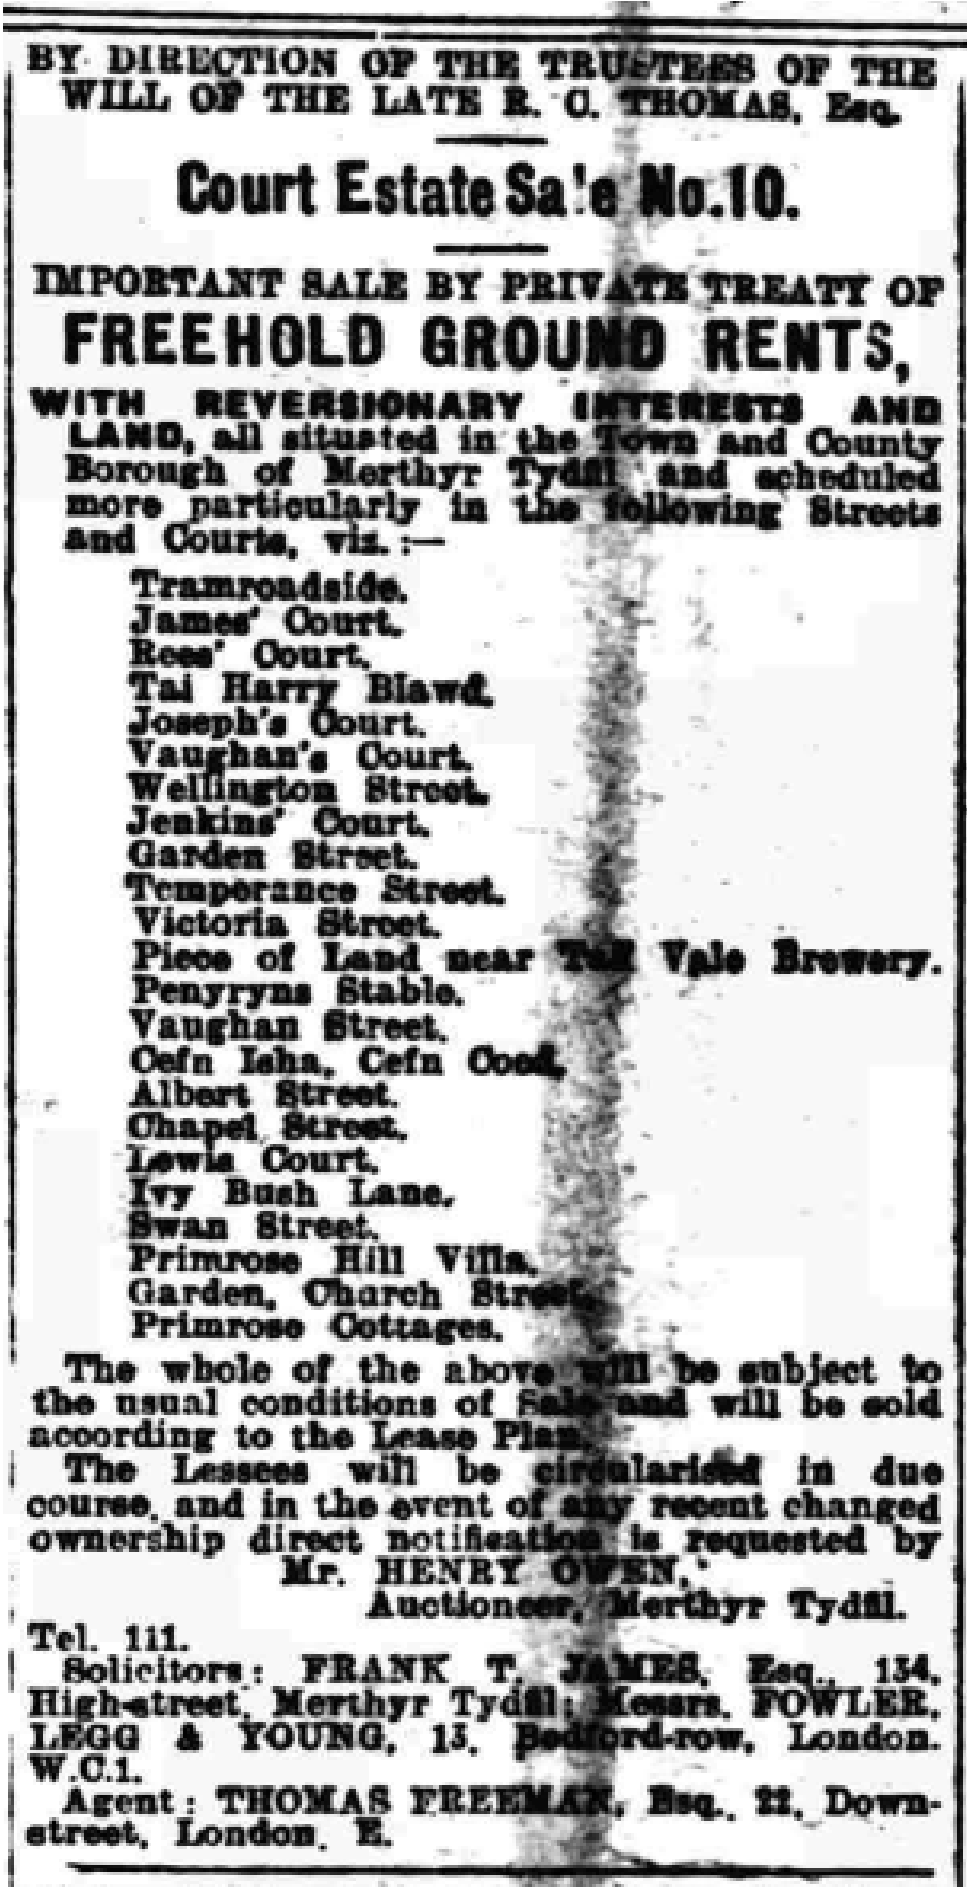 BY DIRECTION OF THE TRUSTEES OF THE
WILL OF THE LATE R. C. THOMAS, Esq.
Court Estate Sale No. 10.
IMPORTANT SALE BY PRIVATE TREATY OF
FREEHOLD GROUND RENTS,
WITH REVERSIONARY INTERESTS AND
LAND, all situated in the Town and County
Borough of Merthyr Tydfil and scheduled
more particularly in the following Streets
and Courts, viz. :—
Tramroadside.
James' Court.
Rees' Court.
Tai Harry Blawd.
Joseph's Court.
Vaughan's Court.
Wellington Street.
Jenkins' Court.
Garden Street.
Temperance Street.
Victoria Street.
Piece of Land near Taff Vale Brewery.
Penyryns Stable.
Vaughan Street.
Cefn Isha, Cefn Coed.
Albert Street.
Chapel Street.
Lewis Court.
Ivy Bush Lane.
Swan Street.
Primrose Hill Villa.
Garden, Church Street.
Primrose Cottages.
The whole of the above will be subject to
the usual conditions of Sale and will be sold
according to the Lease Plan.
The Lessees will be circularised in due
course, and in the event of any recent changed
ownership direct notification is requested by
Mr. HENRY OWEN,
Auctioneer, Merthyr Tydfil.
Tel. 111.
Solicitors: FRANK T. JAMES, Esq., 134,
High-street, Merthyr Tydfil; Messrs. FOWLER,
LEGG & YOUNG, 13, Bedford-row, London.
W.C.1.
Agent: THOMAS FREEMAN, Esq., 22, Down-
street, London, E.